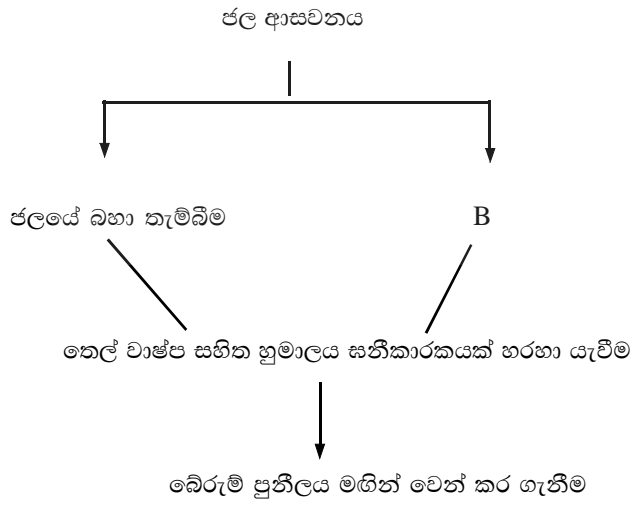 ජල ආසවනය
ජලයේ බහා තැම්බීම
B
තෙල් වාෂ්ප සහිත හුමාලය ඝනීකාරකයක් හරහා යැවීම
බේරුම් පුනීලය මඟින් වෙන් කර ගැනීම